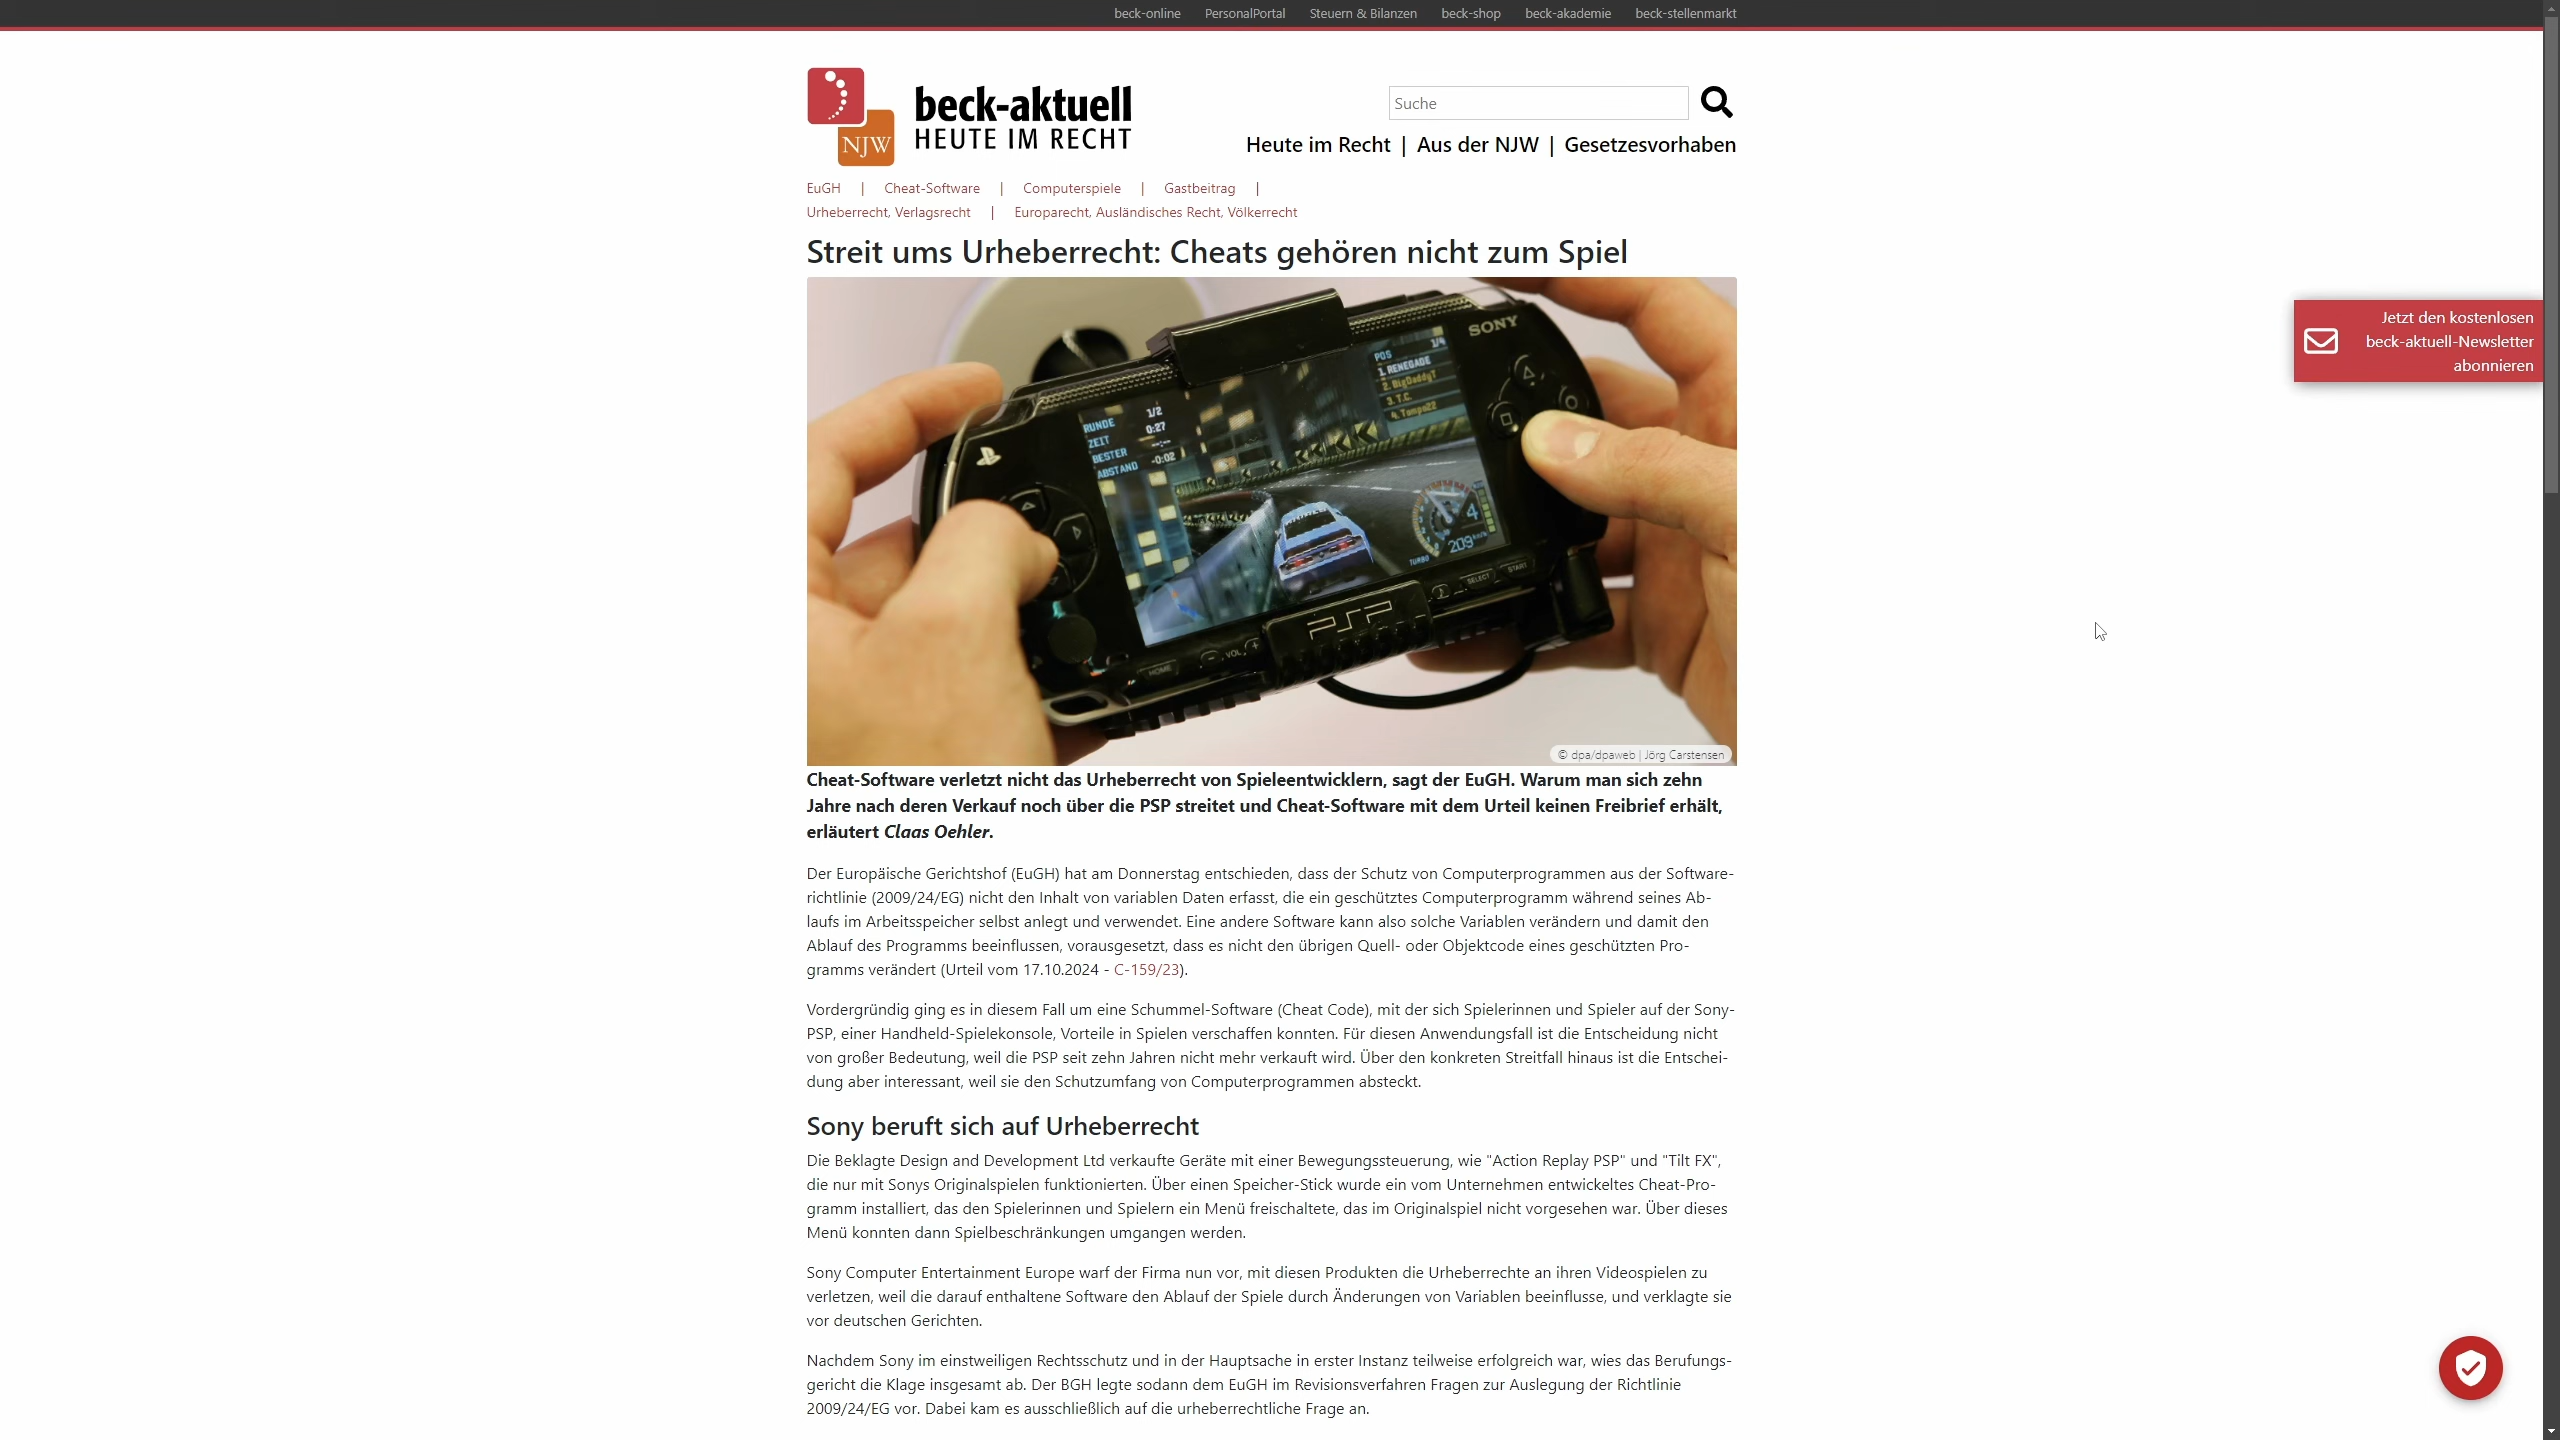 beck-online PersonalPortal Steuern & Bilanzen beck-shop beck-akademie beck-stellenmarkt
NJW
beck-aktuell
HEUTE IM RECHT
Suche
Heute im Recht | Aus der NJW | Gesetzesvorhaben
EuGH | Cheat-Software | Computerspiele | Gastbeitrag |
Urheberrecht, Verlagsrecht | Europarecht, Ausländisches Recht, Völkerrecht
Streit ums Urheberrecht: Cheats gehören nicht zum Spiel
Jetzt den kostenlosen
beck-aktuell-Newsletter
abonnieren
SONY
POS 1/4
1. RENEGADE
2. BigDaddyT
3. T.C.
4. Tempo22
1/2
RUNDE 0:27
ZEIT --:--
BESTER -0:02
ABSTAND
4
209 km/h
TURBO
SELECT START
PSP
HOME VOL
© dpa/dpaweb | Jörg Carstensen
Cheat-Software verletzt nicht das Urheberrecht von Spieleentwicklern, sagt der EuGH. Warum man sich zehn
Jahre nach deren Verkauf noch über die PSP streitet und Cheat-Software mit dem Urteil keinen Freibrief erhält,
erläutert Claas Oehler.
Der Europäische Gerichtshof (EuGH) hat am Donnerstag entschieden, dass der Schutz von Computerprogrammen aus der Software-
richtlinie (2009/24/EG) nicht den Inhalt von variablen Daten erfasst, die ein geschütztes Computerprogramm während seines Ab-
laufs im Arbeitsspeicher selbst anlegt und verwendet. Eine andere Software kann also solche Variablen verändern und damit den
Ablauf des Programms beeinflussen, vorausgesetzt, dass es nicht den übrigen Quell- oder Objektcode eines geschützten Pro-
gramms verändert (Urteil vom 17.10.2024 - C-159/23).
Vordergründig ging es in diesem Fall um eine Schummel-Software (Cheat Code), mit der sich Spielerinnen und Spieler auf der Sony-
PSP, einer Handheld-Spielekonsole, Vorteile in Spielen verschaffen konnten. Für diesen Anwendungsfall ist die Entscheidung nicht
von großer Bedeutung, weil die PSP seit zehn Jahren nicht mehr verkauft wird. Über den konkreten Streitfall hinaus ist die Entschei-
dung aber interessant, weil sie den Schutzumfang von Computerprogrammen absteckt.
Sony beruft sich auf Urheberrecht
Die Beklagte Design and Development Ltd verkaufte Geräte mit einer Bewegungssteuerung, wie "Action Replay PSP" und "Tilt FX",
die nur mit Sonys Originalspielen funktionierten. Über einen Speicher-Stick wurde ein vom Unternehmen entwickeltes Cheat-Pro-
gramm installiert, das den Spielerinnen und Spielern ein Menü freischaltete, das im Originalspiel nicht vorgesehen war. Über dieses
Menü konnten dann Spielbeschränkungen umgangen werden.
Sony Computer Entertainment Europe warf der Firma nun vor, mit diesen Produkten die Urheberrechte an ihren Videospielen zu
verletzen, weil die darauf enthaltene Software den Ablauf der Spiele durch Änderungen von Variablen beeinflusse, und verklagte sie
vor deutschen Gerichten.
Nachdem Sony im einstweiligen Rechtsschutz und in der Hauptsache in erster Instanz teilweise erfolgreich war, wies das Berufungs-
gericht die Klage insgesamt ab. Der BGH legte sodann dem EuGH im Revisionsverfahren Fragen zur Auslegung der Richtlinie
2009/24/EG vor. Dabei kam es ausschließlich auf die urheberrechtliche Frage an.